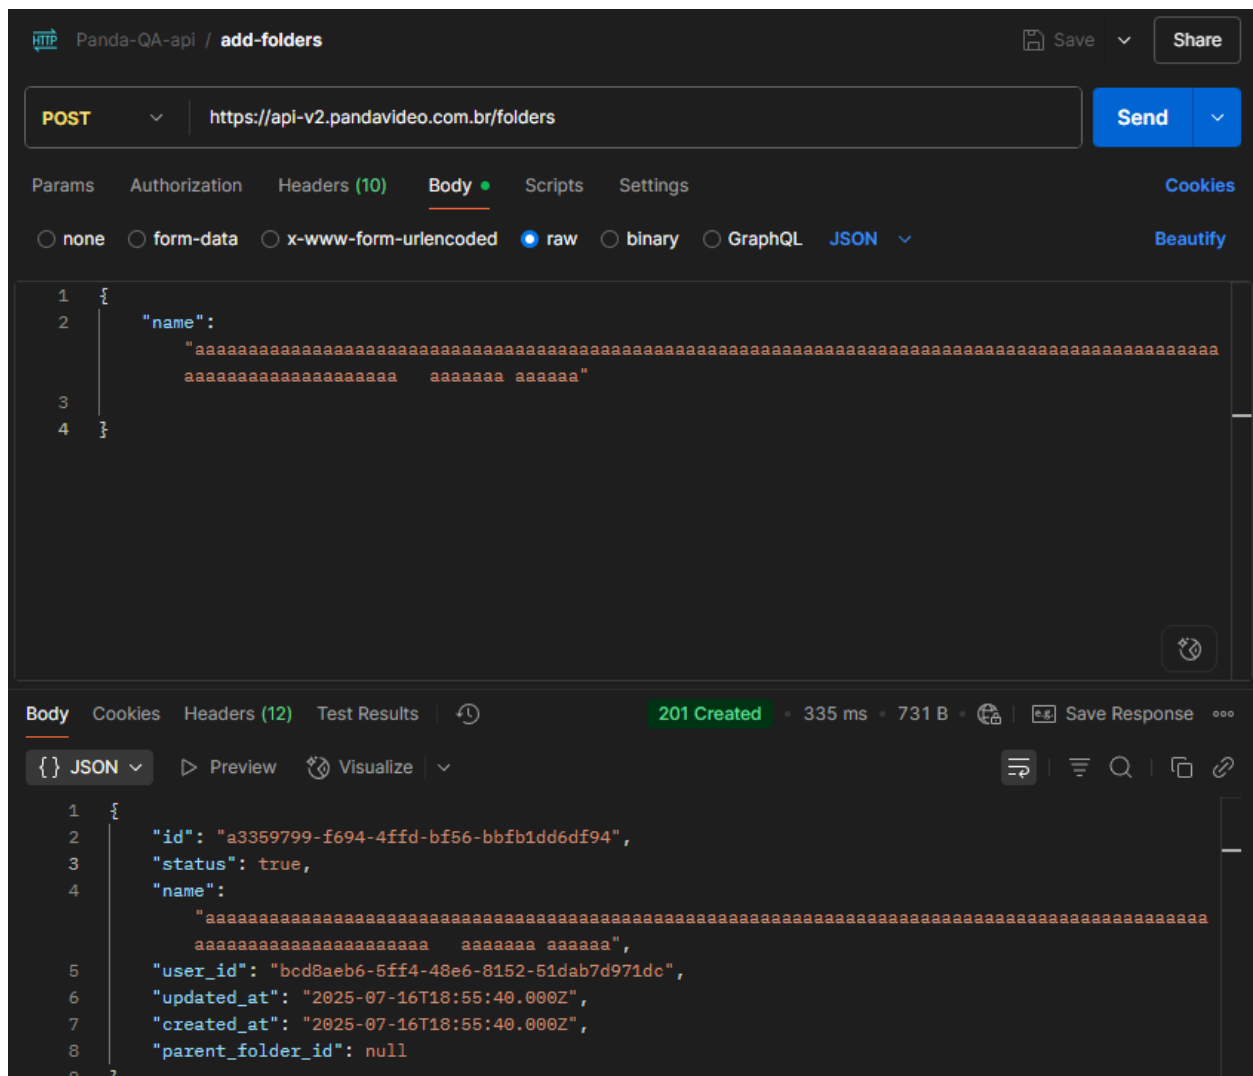 HTTP Panda-QA-api / add-folders Save Share
POST https://api-v2.pandavideo.com.br/folders Send
Params Authorization Headers (10) Body Scripts Settings Cookies
none form-data x-www-form-urlencoded raw binary GraphQL JSON Beautify
1 {
2 "name":
"aaaaaaaaaaaaaaaaaaaaaaaaaaaaaaaaaaaaaaaaaaaaaaaaaaaaaaaaaaaaaaaaaaaaaaaaaaaaaaaaaaaaaaaaaaaaaaaa
aaaaaaaaaaaaaaaaaaaa   aaaaaaa aaaaaa"
3
4 }
Body Cookies Headers (12) Test Results 201 Created • 335 ms • 731 B • e.g. Save Response
{} JSON Preview Visualize
1 {
2 "id": "a3359799-f694-4ffd-bf56-bbfb1dd6df94",
3 "status": true,
4 "name":
"aaaaaaaaaaaaaaaaaaaaaaaaaaaaaaaaaaaaaaaaaaaaaaaaaaaaaaaaaaaaaaaaaaaaaaaaaaaaaaaaaaaaaaaaaaaaaa
aaaaaaaaaaaaaaaaaaaaaa   aaaaaaa aaaaaa",
5 "user_id": "bcd8aeb6-5ff4-48e6-8152-51dab7d971dc",
6 "updated_at": "2025-07-16T18:55:40.000Z",
7 "created_at": "2025-07-16T18:55:40.000Z",
8 "parent_folder_id": null